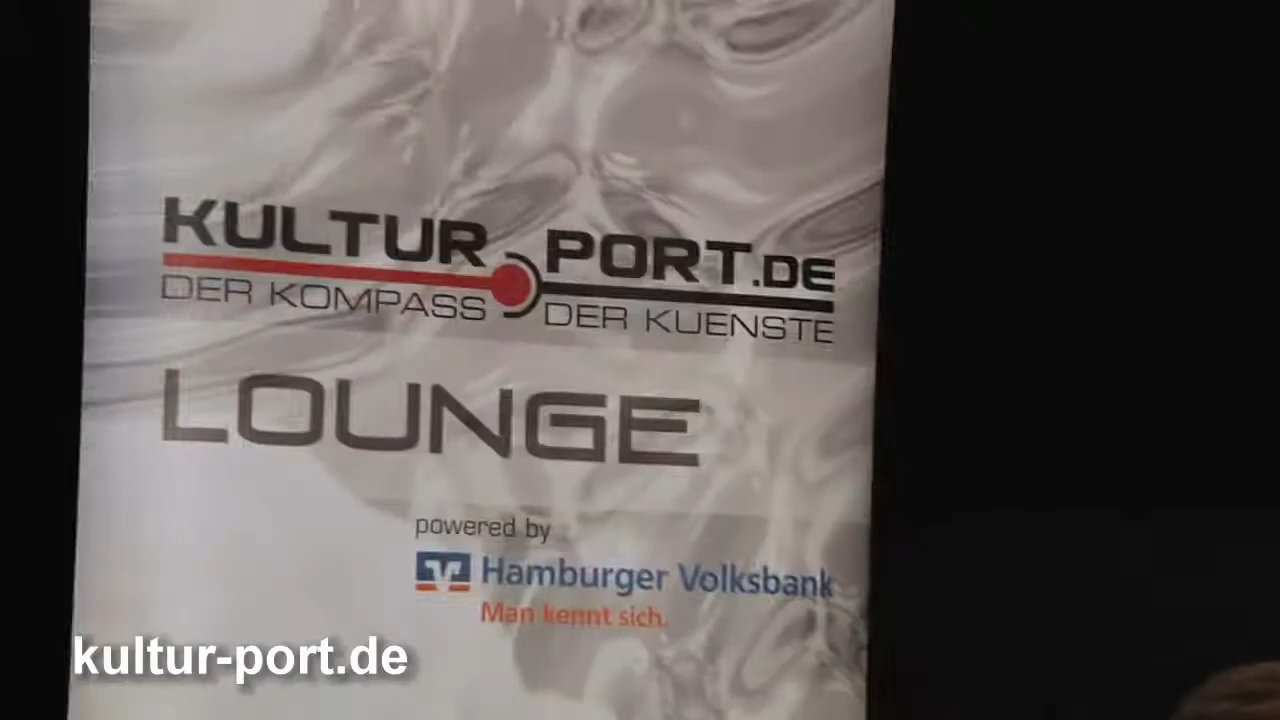 KULTUR PORT.DE
DER KOMPASS DER KUENSTE
LOUNGE
powered by
Hamburger Volksbank
Man kennt sich.
kultur-port.de